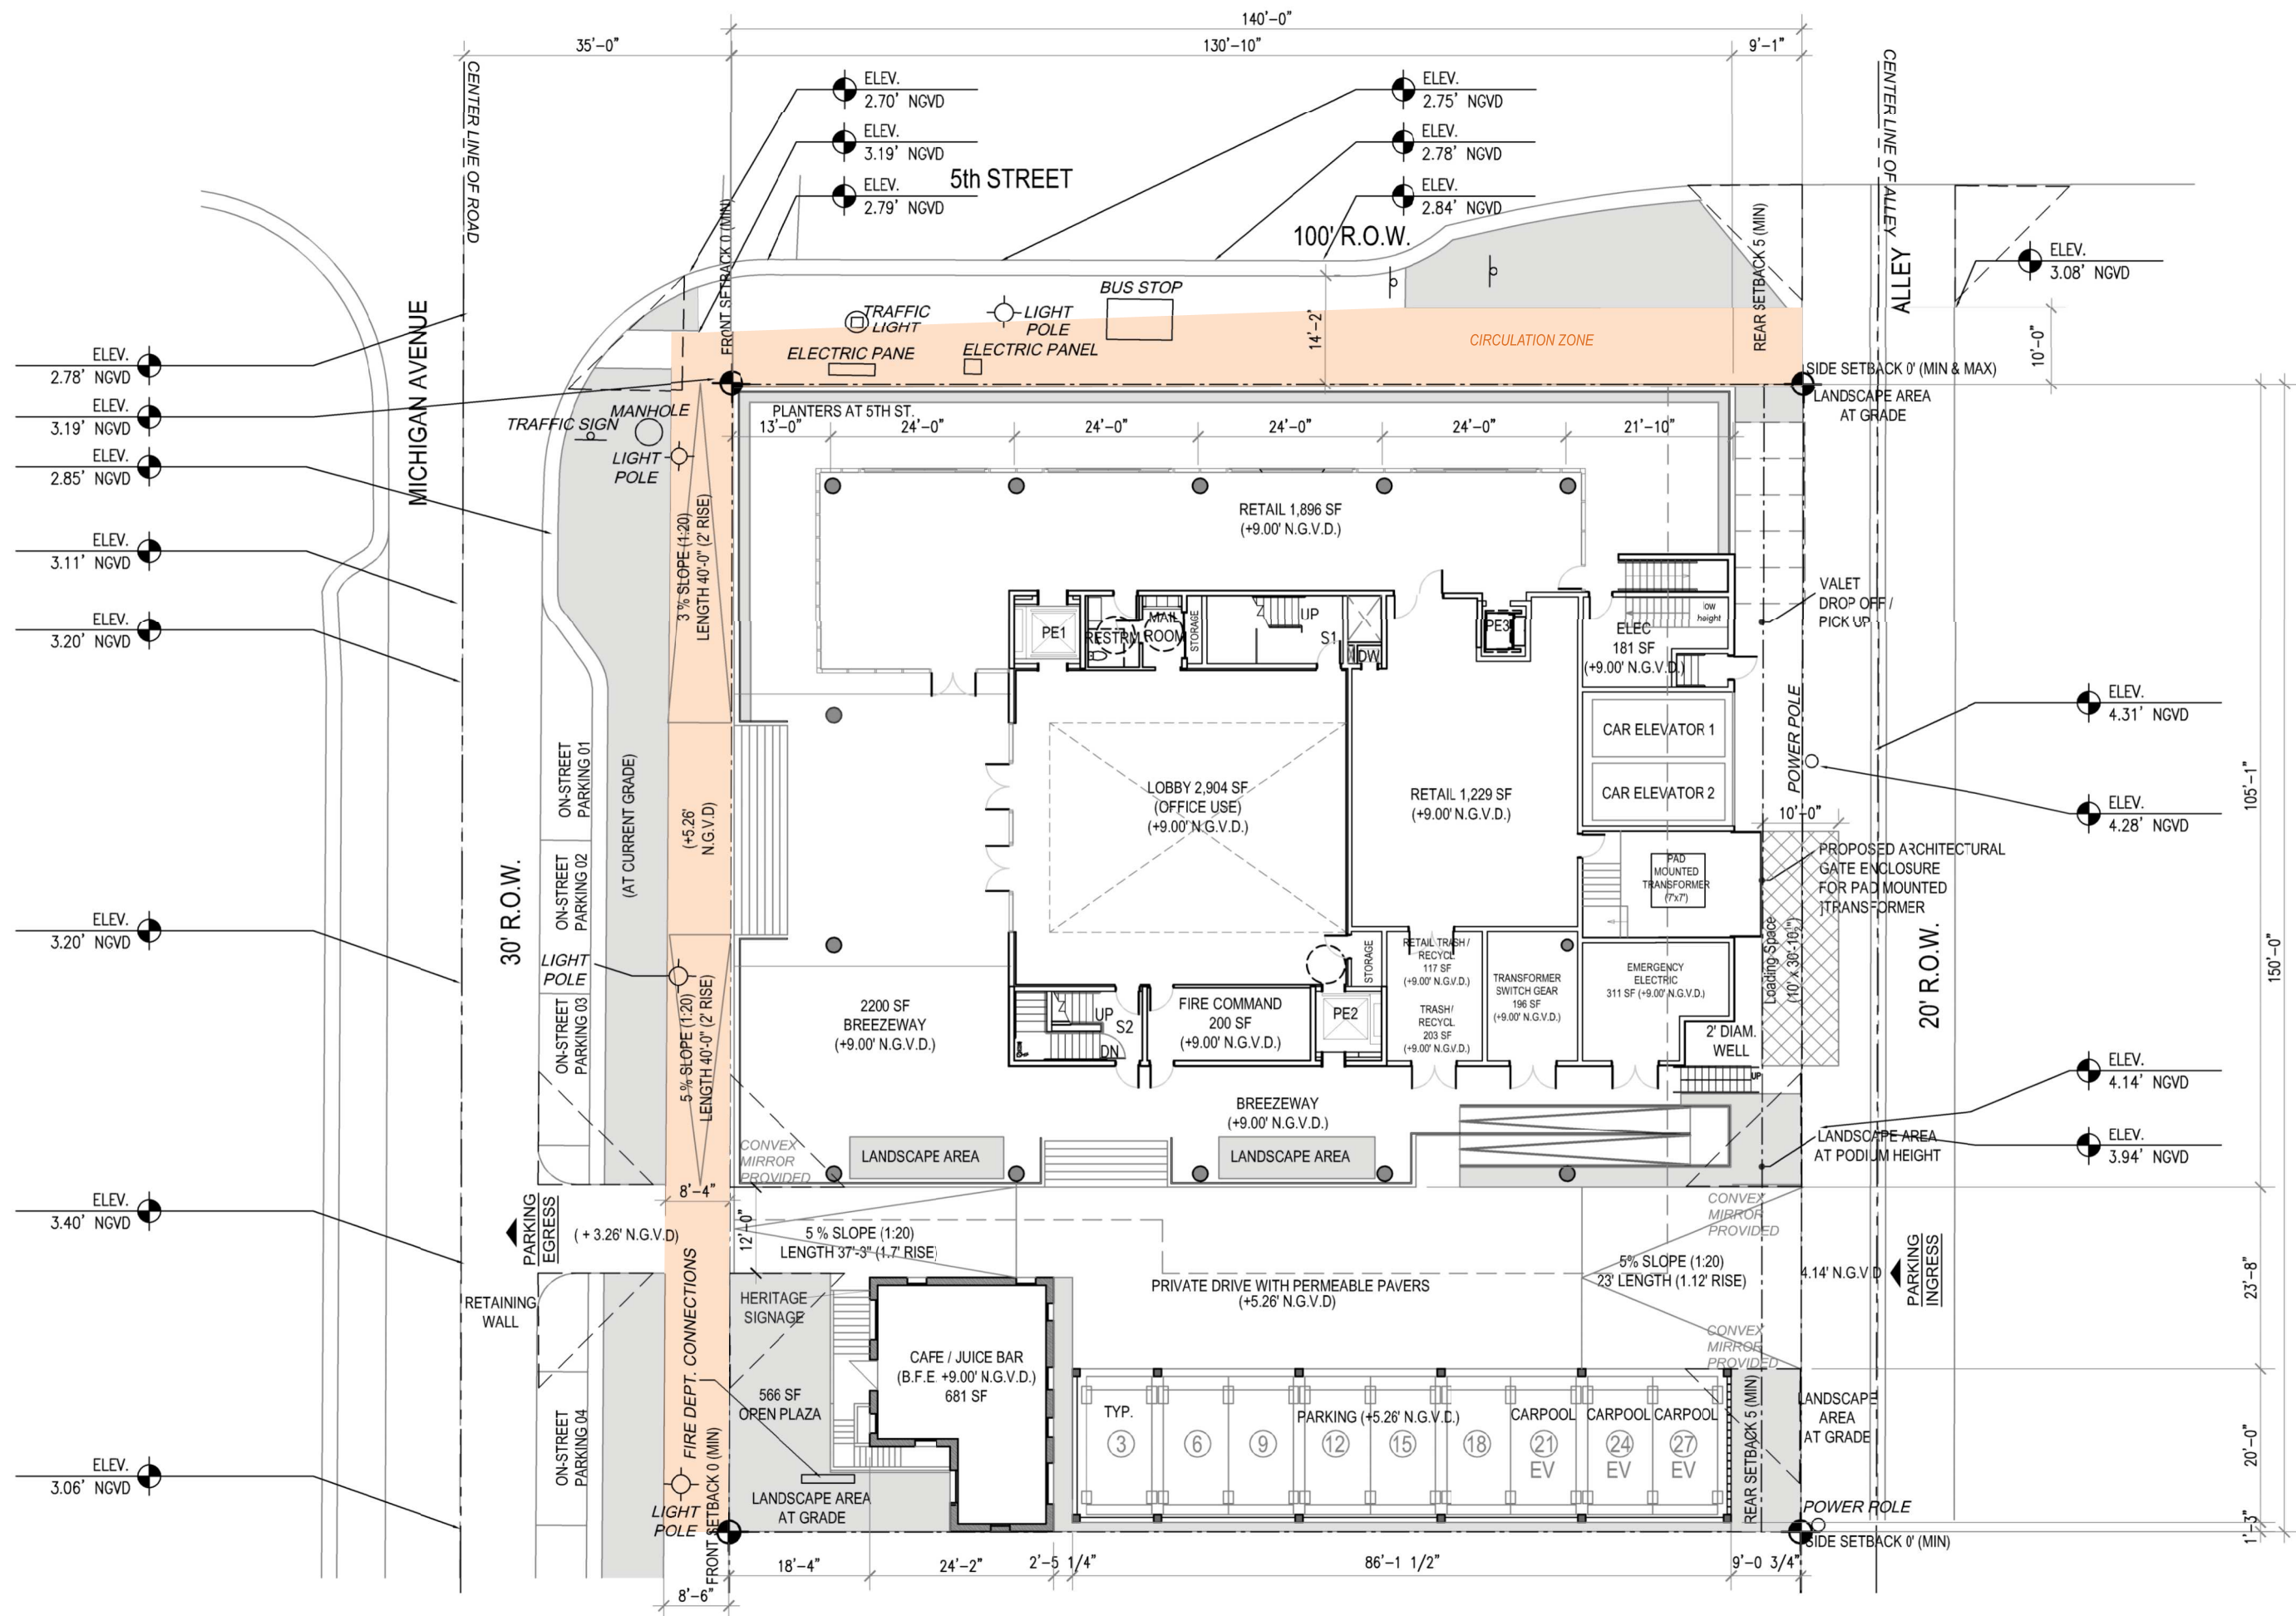 140'-0"
35'-0"
130'-10"
9'-1"
CENTER LINE OF ROAD
CENTER LINE OF ALLEY
ELEV.
2.70' NGVD
ELEV.
3.19' NGVD
ELEV.
2.79' NGVD
5th STREET
ELEV.
2.75' NGVD
ELEV.
2.78' NGVD
ELEV.
2.84' NGVD
100' R.O.W.
FRONT SETBACK 0 (MIN)
REAR SETBACK 5 (MIN)
ALLEY
ELEV.
3.08' NGVD
MICHIGAN AVENUE
BUS STOP
TRAFFIC
LIGHT
LIGHT
POLE
14'-2'
ELECTRIC PANE
ELECTRIC PANEL
CIRCULATION ZONE
10'-0"
ELEV.
2.78' NGVD
ELEV.
3.19' NGVD
ELEV.
2.85' NGVD
ELEV.
3.11' NGVD
ELEV.
3.20' NGVD
ELEV.
3.20' NGVD
ELEV.
3.40' NGVD
ELEV.
3.06' NGVD
SIDE SETBACK 0' (MIN & MAX)
LANDSCAPE AREA
AT GRADE
MANHOLE
TRAFFIC SIGN
LIGHT
POLE
PLANTERS AT 5TH ST.
13'-0"
24'-0"
24'-0"
24'-0"
24'-0"
21'-10"
3 % SLOPE (1:20)
LENGTH 40'-0" (2' RISE)
RETAIL 1,896 SF
(+9.00' N.G.V.D.)
PE1
RESTRM.
MAIL
ROOM
STORAGE
UP
S1
DW
PE3
ELEC
181 SF
(+9.00' N.G.V.D.)
low
height
VALET
DROP OFF /
PICK UP
POWER POLE
CAR ELEVATOR 1
CAR ELEVATOR 2
ELEV.
4.31' NGVD
ELEV.
4.28' NGVD
105'-1"
150'-0"
ON-STREET
PARKING 01
(AT CURRENT GRADE)
(+5.26'
N.G.V.D)
LOBBY 2,904 SF
(OFFICE USE)
(+9.00' N.G.V.D.)
RETAIL 1,229 SF
(+9.00' N.G.V.D.)
10'-0"
PAD
MOUNTED
TRANSFORMER
(7'x7')
PROPOSED ARCHITECTURAL
GATE ENCLOSURE
FOR PAD MOUNTED
]TRANSFORMER
30' R.O.W.
ON-STREET
PARKING 02
LIGHT
POLE
ON-STREET
PARKING 03
5 % SLOPE (1:20)
LENGTH 40'-0" (2' RISE)
2200 SF
BREEZEWAY
(+9.00' N.G.V.D.)
UP
S2
DN
FIRE COMMAND
200 SF
(+9.00' N.G.V.D.)
PE2
STORAGE
RETAIL TRASH /
RECYCL
117 SF
(+9.00' N.G.V.D.)
TRASH/
RECYCL
203 SF
(+9.00' N.G.V.D.)
TRANSFORMER
SWITCH GEAR
196 SF
(+9.00' N.G.V.D.)
EMERGENCY
ELECTRIC
311 SF (+9.00' N.G.V.D.)
Loading Space
20' R.O.W.
2' DIAM.
WELL
UP
ELEV.
4.14' NGVD
ELEV.
3.94' NGVD
BREEZEWAY
(+9.00' N.G.V.D.)
LANDSCAPE AREA
LANDSCAPE AREA
LANDSCAPE AREA
AT PODIUM HEIGHT
CONVEX
MIRROR
PROVIDED
8'-4"
12'-0"
PARKING
EGRESS
( + 3.26' N.G.V.D)
5 % SLOPE (1:20)
LENGTH 37'-3" (1.7' RISE)
PRIVATE DRIVE WITH PERMEABLE PAVERS
(+5.26' N.G.V.D)
CONVEX
MIRROR
PROVIDED
5% SLOPE (1:20)
23' LENGTH (1.12' RISE)
4.14' N.G.V.D
PARKING
INGRESS
23'-8"
CONVEX
MIRROR
PROVIDED
RETAINING
WALL
FIRE DEPT. CONNECTIONS
HERITAGE
SIGNAGE
CAFE / JUICE BAR
(B.F.E. +9.00' N.G.V.D.)
681 SF
566 SF
OPEN PLAZA
ON-STREET
PARKING 04
LANDSCAPE AREA
AT GRADE
LIGHT
POLE
FRONT SETBACK 0 (MIN)
TYP.
PARKING (+5.26' N.G.V.D.)
CARPOOL
CARPOOL
CARPOOL
3
6
9
12
15
18
21
24
27
EV
EV
EV
REAR SETBACK 5 (MIN)
LANDSCAPE
AREA
AT GRADE
20'-0"
1'-3"
POWER POLE
SIDE SETBACK 0' (MIN)
18'-4"
24'-2"
2'-5 1/4"
86'-1 1/2"
9'-0 3/4"
8'-6"